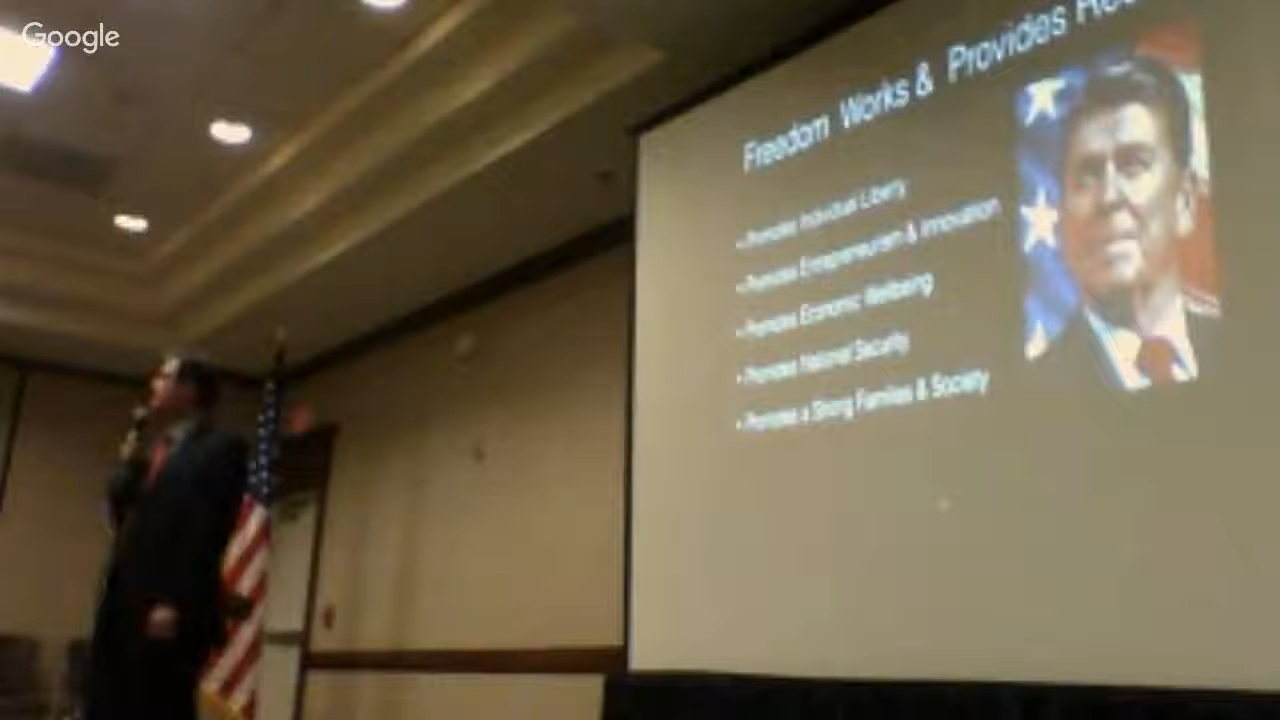 Google
Freedom Works & Provides
• Promotes Individual Liberty
• Promotes Entrepreneurism & Innovation
• Promotes Economic Wellbeing
• Promotes National Security
• Promotes a Strong Families & Society